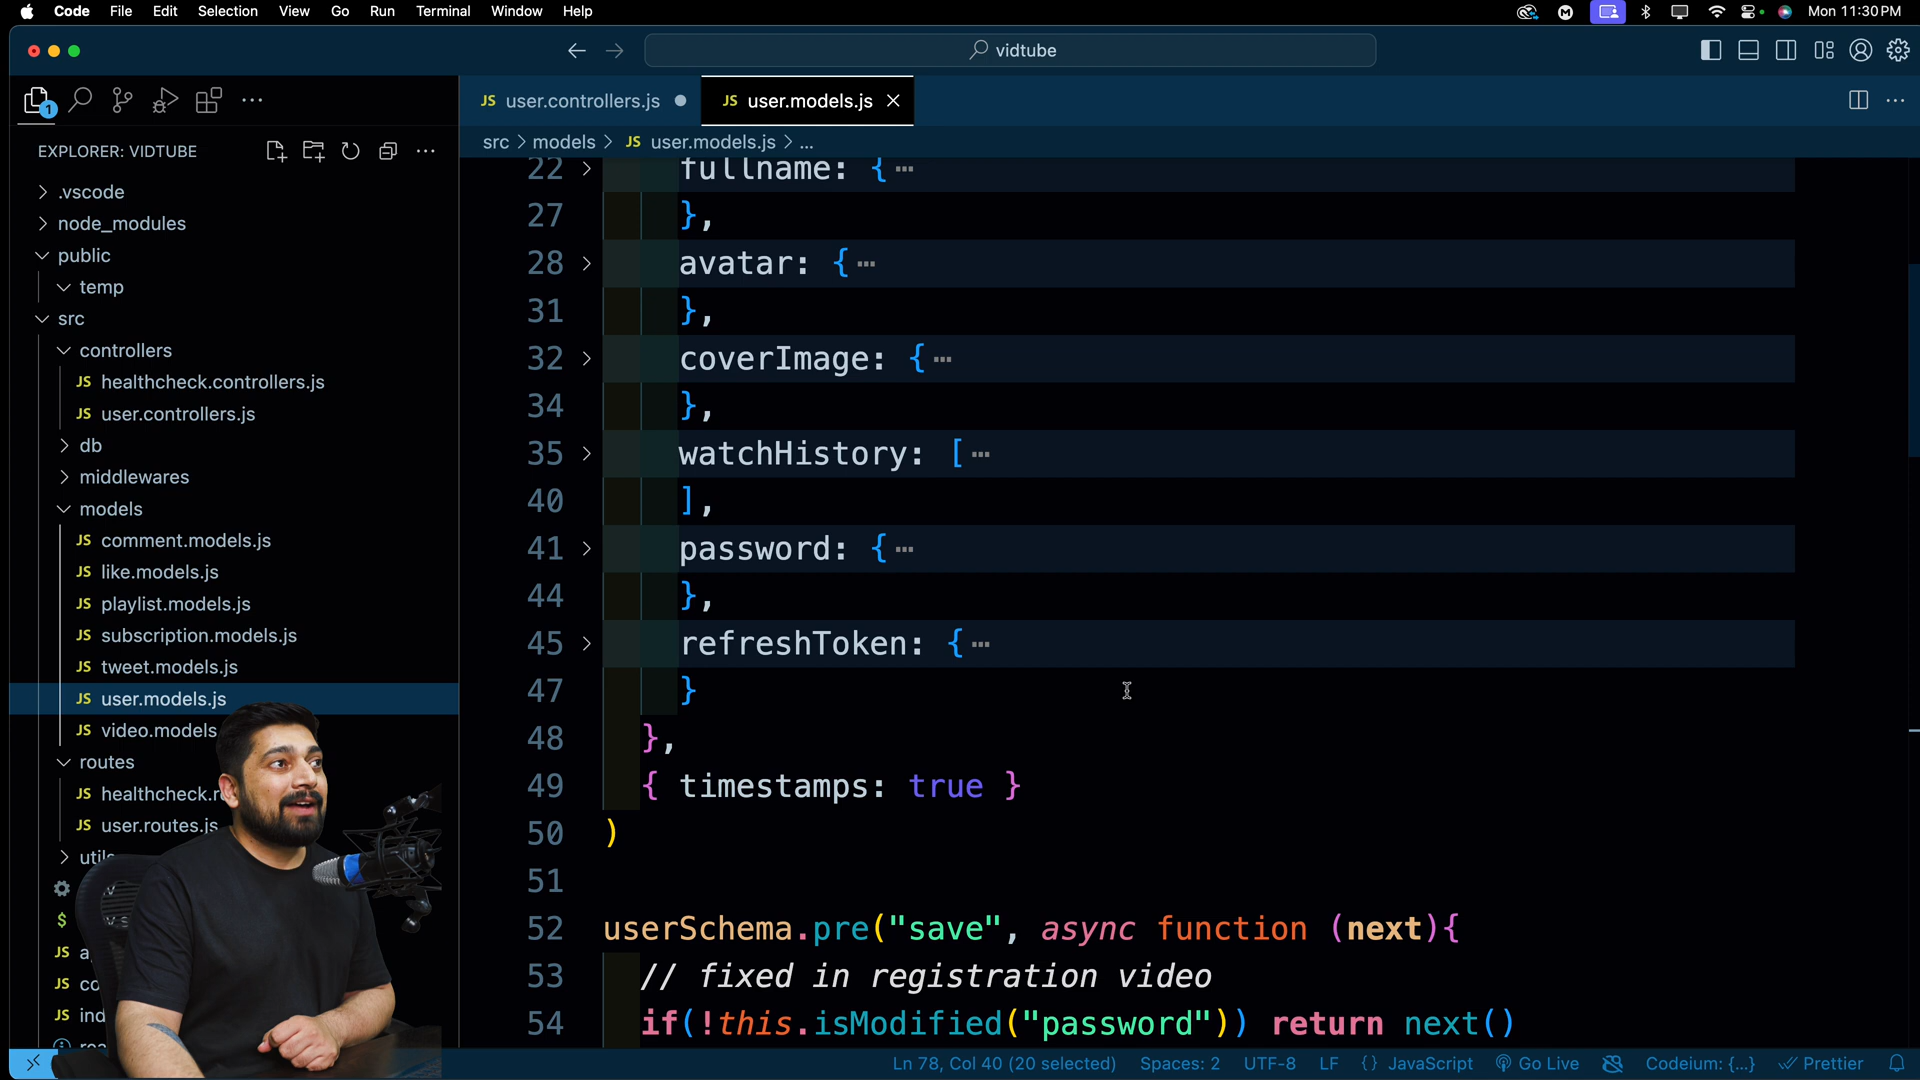 Code File Edit Selection View Go Run Terminal Window Help
Mon 11:30 PM
vidtube
1
JS user.controllers.js
JS user.models.js
EXPLORER: VIDTUBE
src > models > JS user.models.js > ...
.vscode
node_modules
public
temp
src
controllers
JS healthcheck.controllers.js
JS user.controllers.js
db
middlewares
models
JS comment.models.js
JS like.models.js
JS playlist.models.js
JS subscription.models.js
JS tweet.models.js
JS user.models.js
JS video.models
routes
JS healthcheck.r
JS user.routes.js
$
JS
JS co
JS ind
22 fullname: {
27 },
28 avatar: {
31 },
32 coverImage: {
34 },
35 watchHistory: [
40 ],
41 password: {
44 },
45 refreshToken: {
47 }
48 },
49 { timestamps: true }
50 )
51
52 userSchema.pre("save", async function (next){
53 // fixed in registration video
54 if(!this.isModified("password")) return next()
Ln 78, Col 40 (20 selected) Spaces: 2 UTF-8 LF {} JavaScript Go Live Codeium: {...} Prettier